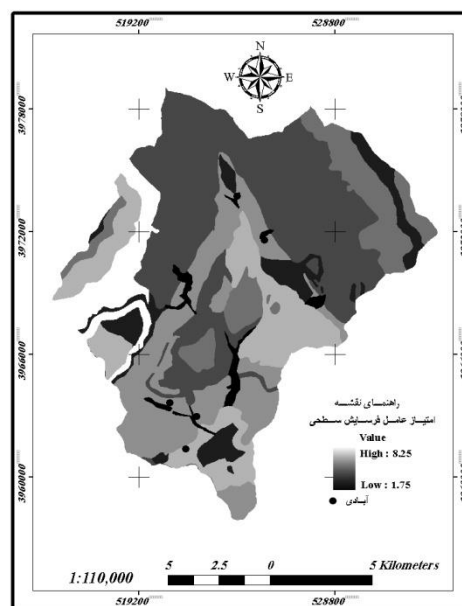 519200 528800
N
W E
S
3978000
3972000
3966000
3960000
راهنمای نقشه
امتیاز عامل فرسایش سطحی
Value
High : 8.25
Low : 1.75
آبادی
5 2.5 0 5 Kilometers
1:110,000
519200 528800